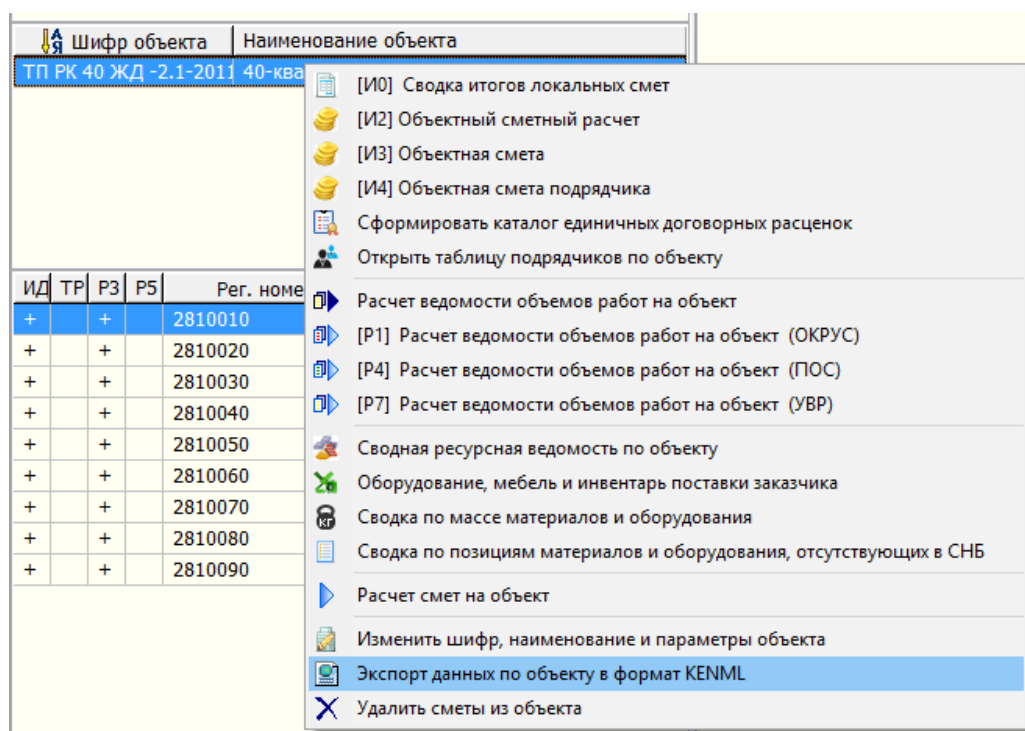 Шифр объекта Наименование объекта
ТП РК 40 ЖД -2.1-2011 40-ква
[И0] Сводка итогов локальных смет
[И2] Объектный сметный расчет
[И3] Объектная смета
[И4] Объектная смета подрядчика
Сформировать каталог единичных договорных расценок
Открыть таблицу подрядчиков по объекту
Расчет ведомости объемов работ на объект
[Р1] Расчет ведомости объемов работ на объект (ОКРУС)
[Р4] Расчет ведомости объемов работ на объект (ПОС)
[Р7] Расчет ведомости объемов работ на объект (УВР)
Сводная ресурсная ведомость по объекту
Оборудование, мебель и инвентарь поставки заказчика
Сводка по массе материалов и оборудования
Сводка по позициям материалов и оборудования, отсутствующих в СНБ
Расчет смет на объект
Изменить шифр, наименование и параметры объекта
Экспорт данных по объекту в формат KENML
Удалить сметы из объекта
ИД ТР Р3 Р5 Рег. номе
+ + 2810010
+ + 2810020
+ + 2810030
+ + 2810040
+ + 2810050
+ + 2810060
+ + 2810070
+ + 2810080
+ + 2810090